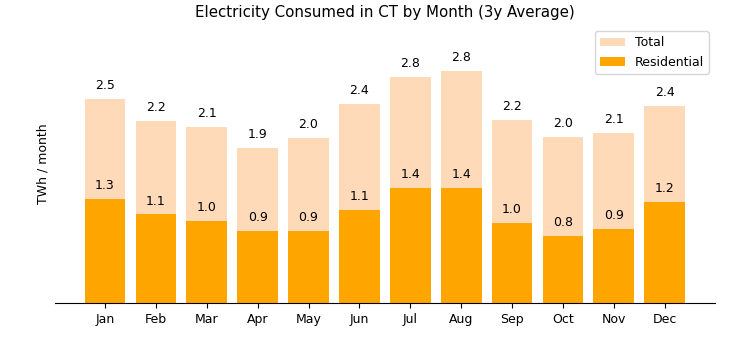 Electricity Consumed in CT by Month (3y Average)
Total
Residential
TWh / month
2.5 2.2 2.1 1.9 2.0 2.4 2.8 2.8 2.2 2.0 2.1 2.4
1.3 1.1 1.0 0.9 0.9 1.1 1.4 1.4 1.0 0.8 0.9 1.2
Jan Feb Mar Apr May Jun Jul Aug Sep Oct Nov Dec